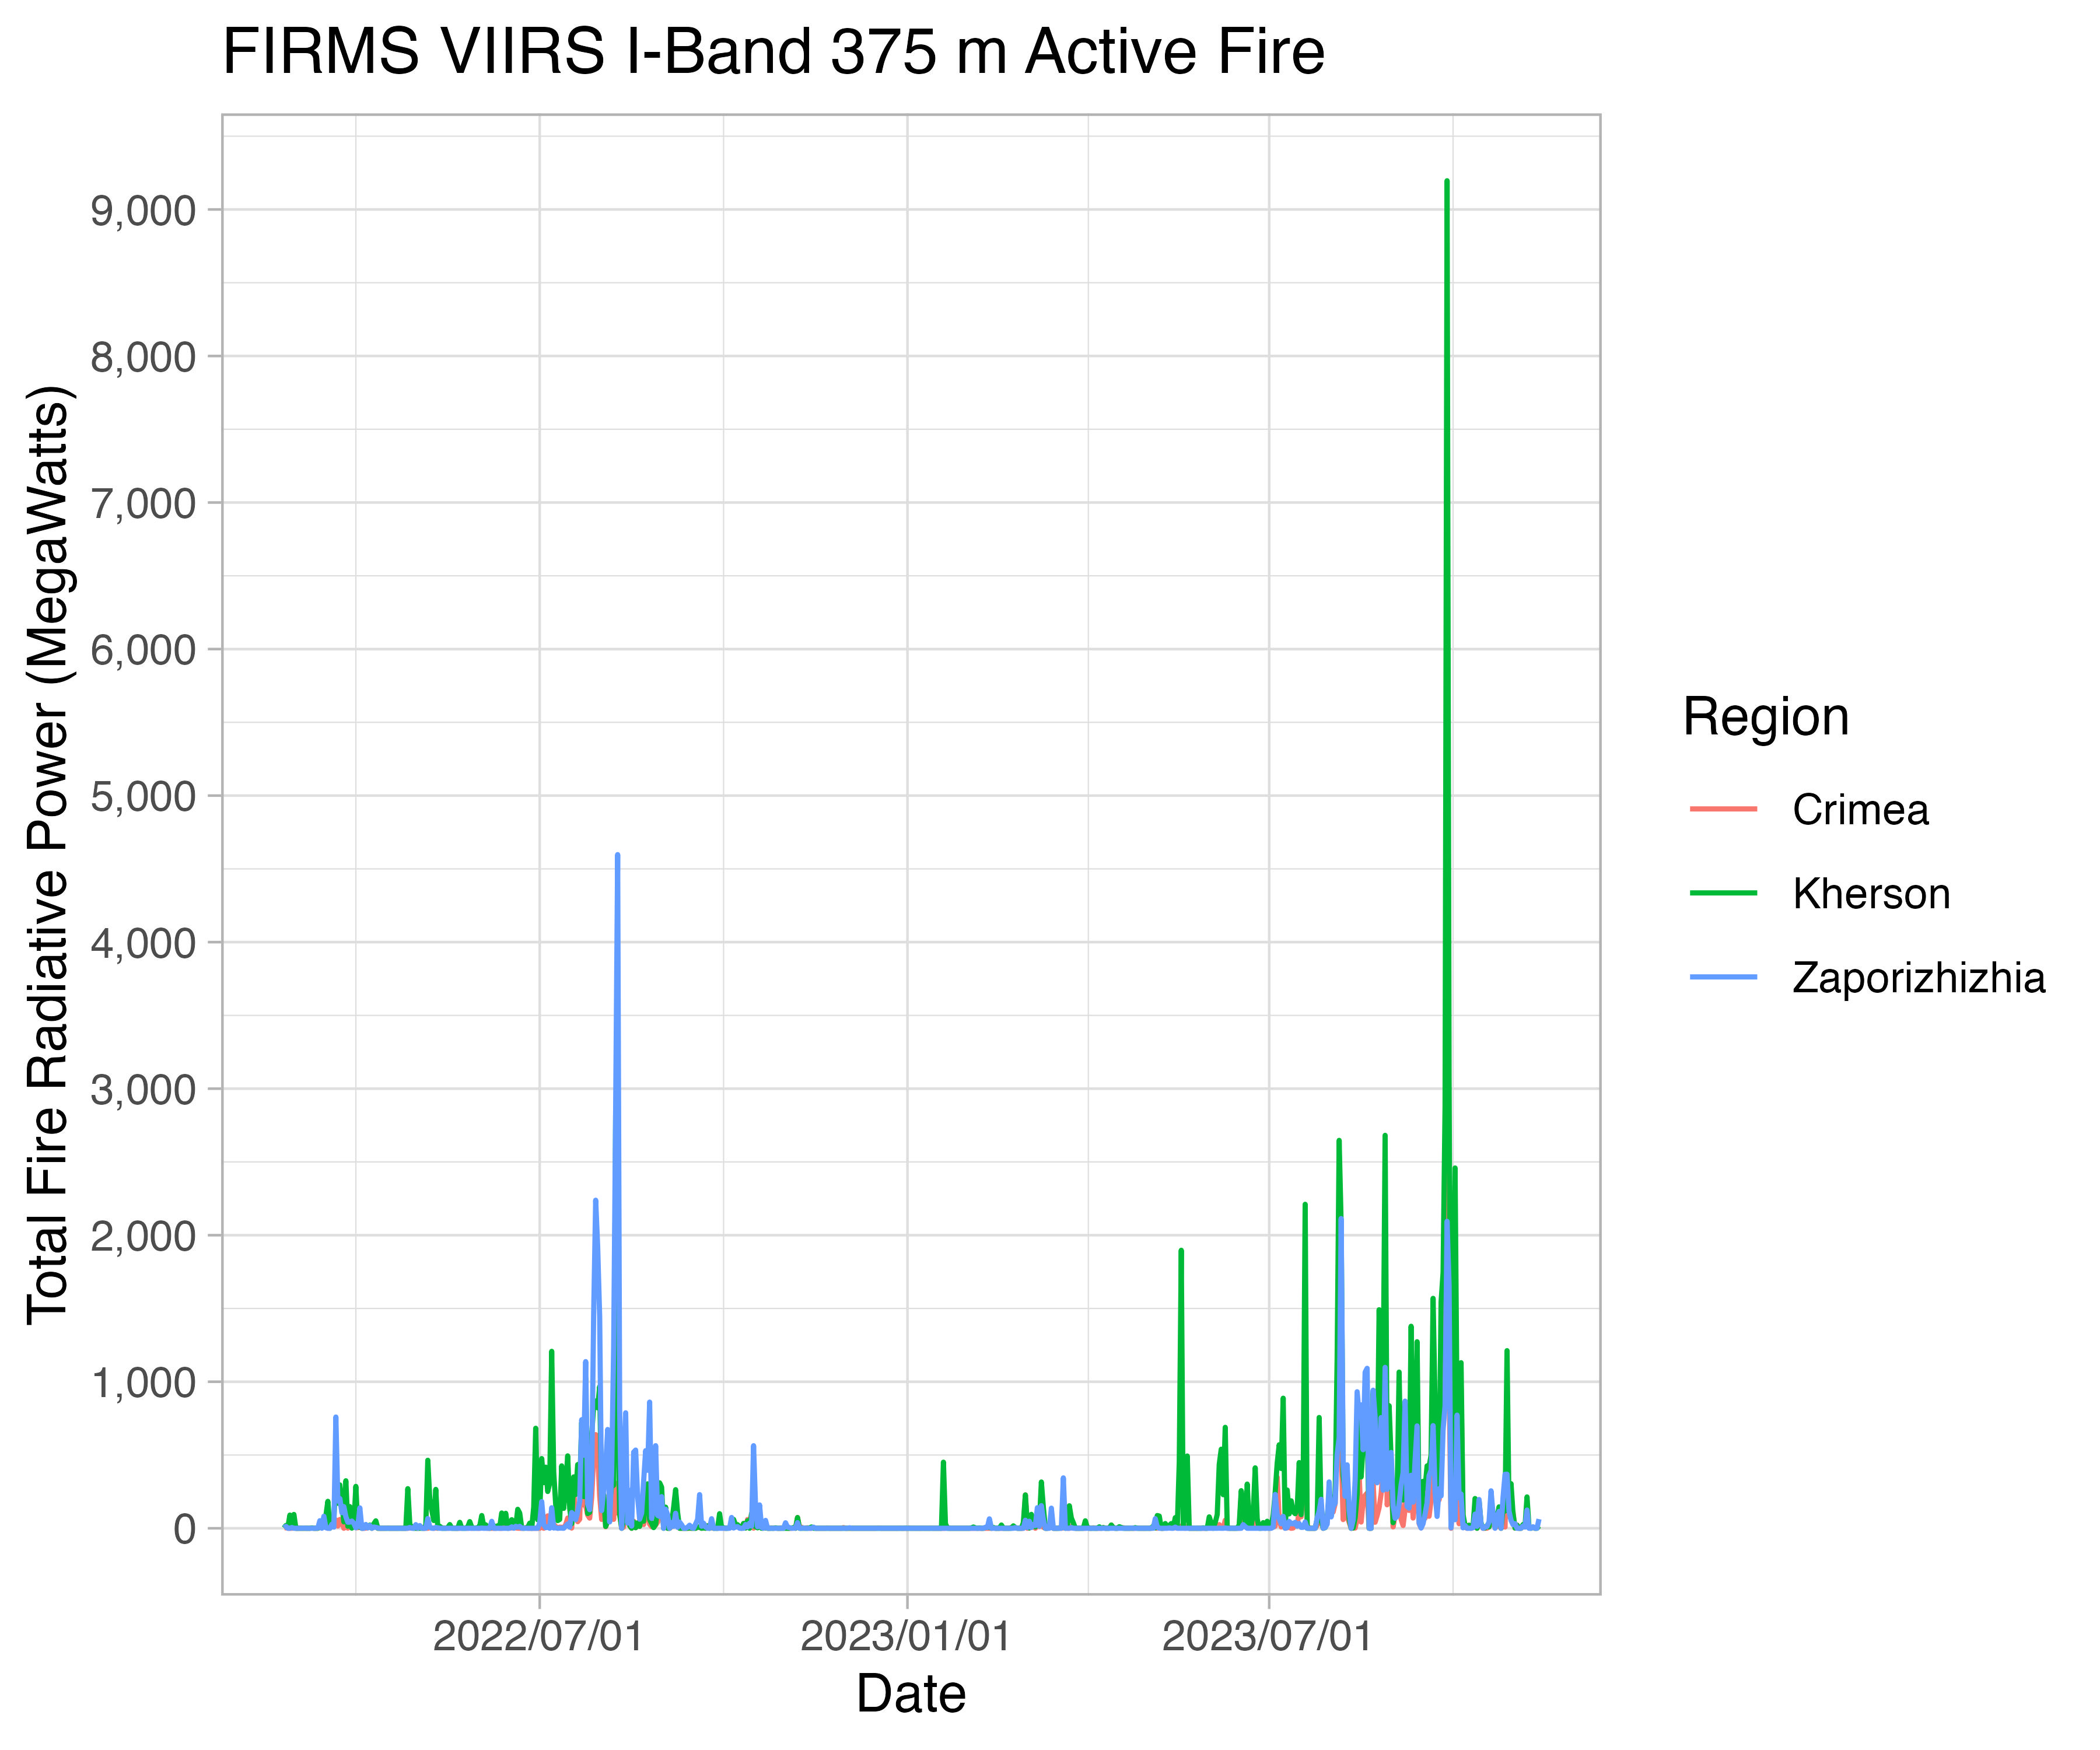 FIRMS VIIRS I-Band 375 m Active Fire
Total Fire Radiative Power (MegaWatts)
9,000
8,000
7,000
6,000
5,000
4,000
3,000
2,000
1,000
0
2022/07/01
2023/01/01
2023/07/01
Date
Region
Crimea
Kherson
Zaporizhizhia